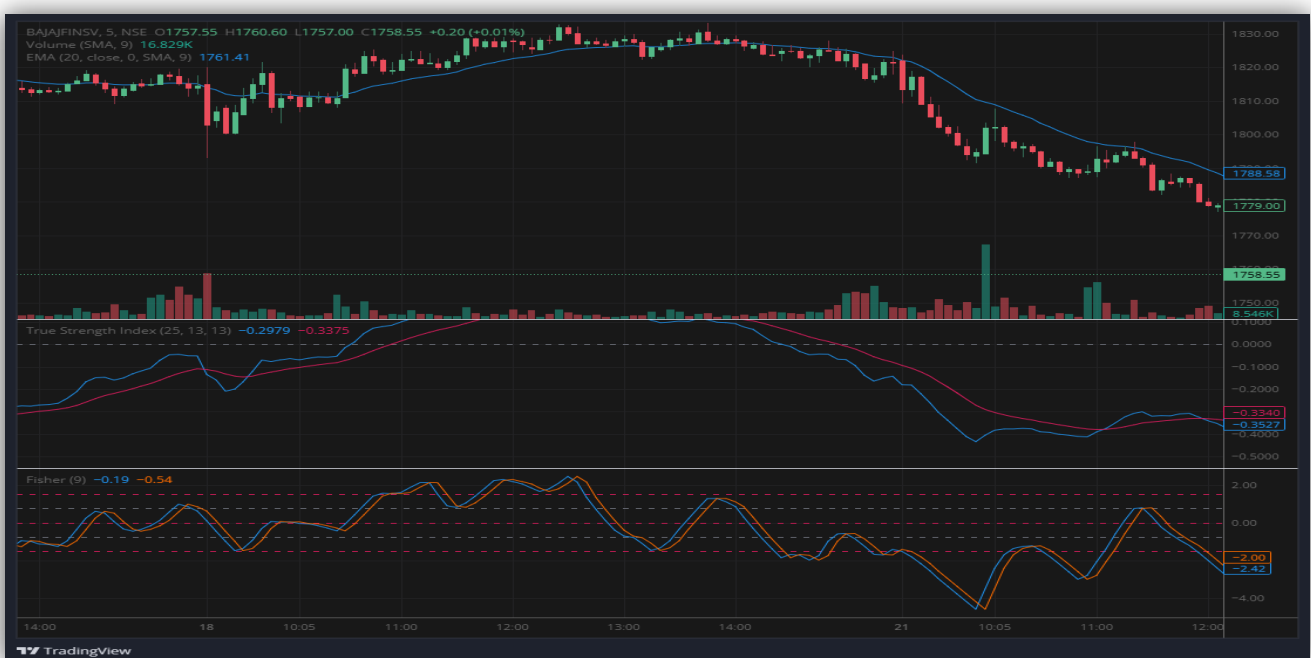 BAJAJFINSV, 5, NSE O1757.55 H1760.60 L1757.00 C1758.55 +0.20 (+0.01%)
Volume (SMA, 9) 16.829K
EMA (20, close, 0, SMA, 9) 1761.41
1830.00
1820.00
1810.00
1800.00
1788.58
1779.00
1770.00
1758.55
1750.00
8.546K
True Strength Index (25, 13, 13) −0.2979 −0.3375
0.1000
0.0000
−0.1000
−0.2000
−0.3340
−0.3527
−0.4000
−0.5000
Fisher (9) −0.19 −0.54
2.00
0.00
−2.00
−2.42
−4.00
14:00 18 10:05 11:00 12:00 13:00 14:00 21 10:05 11:00 12:00
TradingView